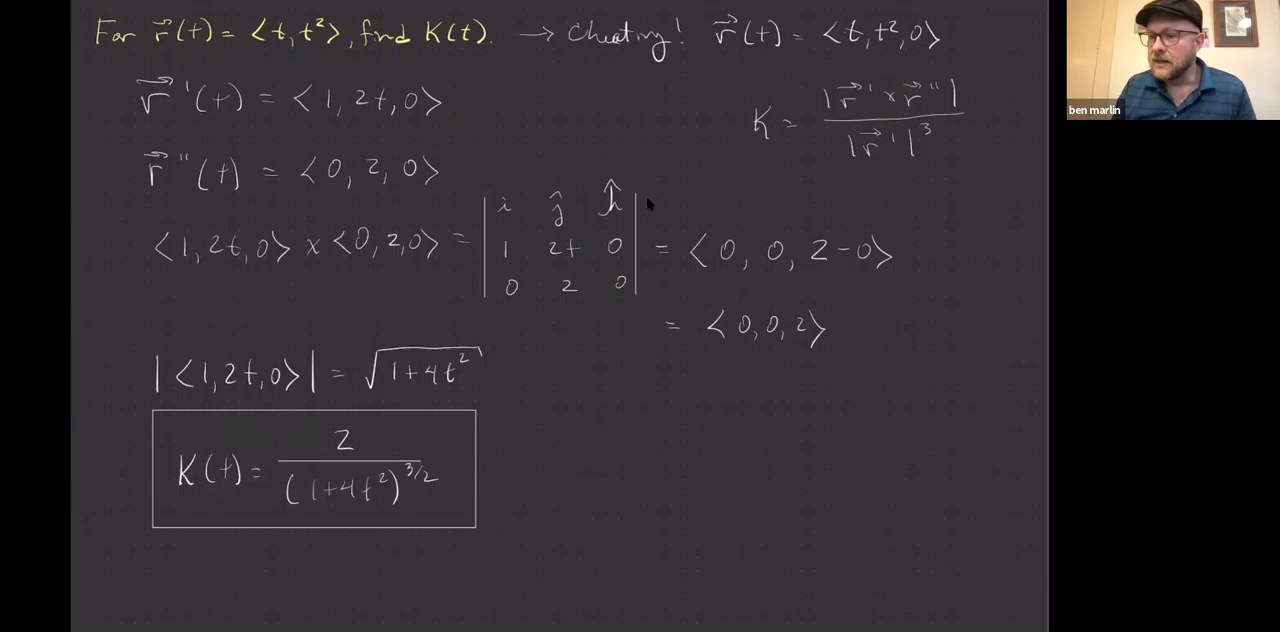 For r⃗(t) = ⟨t, t²⟩, find K(t). → Cheating! r⃗(t) = ⟨t, t², 0⟩
r⃗ '(t) = ⟨1, 2t, 0⟩
K = |r⃗ ' × r⃗ ''| / |r⃗ '|³
r⃗ ''(t) = ⟨0, 2, 0⟩
⟨1, 2t, 0⟩ × ⟨0, 2, 0⟩ = | i ĵ k̂ ; 1 2t 0 ; 0 2 0 | = ⟨0, 0, 2-0⟩
= ⟨0, 0, 2⟩
|⟨1, 2t, 0⟩| = √(1+4t²)
K(t) = 2 / (1+4t²)^(3/2)
ben marlin